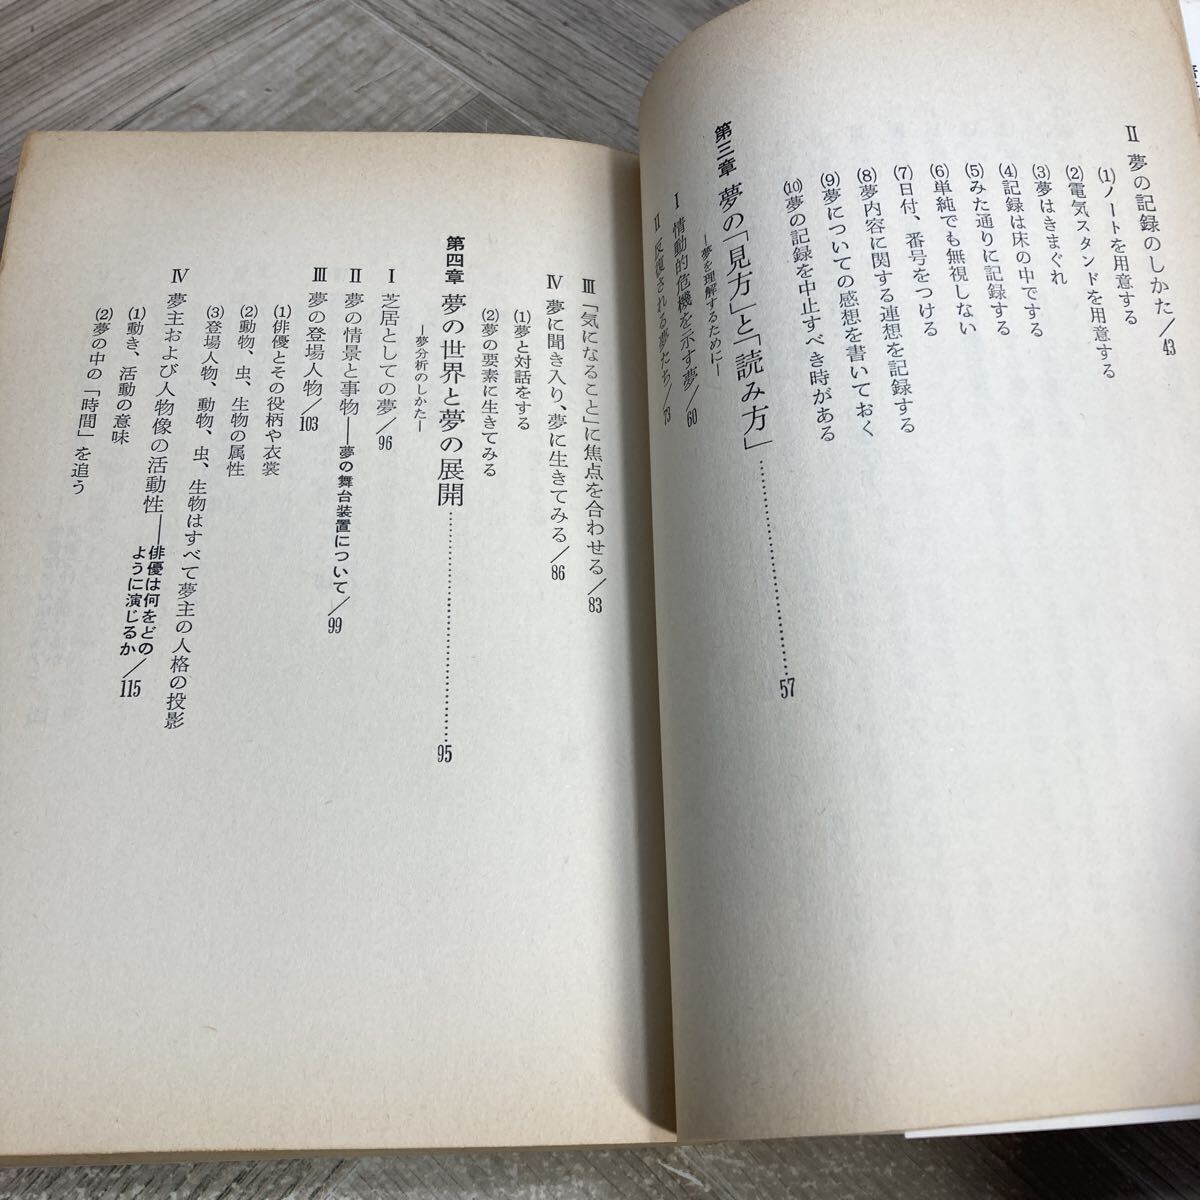 Ⅱ 夢の記録のしかた/43
(1)ノートを用意する
(2)電気スタンドを用意する
(3)夢はきまぐれ
(4)記録は床の中でする
(5)みた通りに記録する
(6)単純でも無視しない
(7)日付、番号をつける
(8)夢内容に関する連想を記録する
(9)夢についての感想を書いておく
(10)夢の記録を中止すべき時がある
第三章 夢の「見方」と「読み方」……………………57
—夢を理解するために—
Ⅰ 情動的危機を示す夢/60
Ⅱ 反復される夢たち/73
Ⅲ 「気になること」に焦点を合わせる/83
Ⅳ 夢に聞き入り、夢に生きてみる/86
(1)夢と対話をする
(2)夢の要素に生きてみる
第四章 夢の世界と夢の展開……………………95
—夢分析のしかた—
Ⅰ 芝居としての夢/96
Ⅱ 夢の情景と事物——夢の舞台装置について/99
Ⅲ 夢の登場人物/103
(1)俳優とその役柄や衣裳
(2)動物、虫、生物の属性
(3)登場人物、動物、虫、生物はすべて夢主の人格の投影
Ⅳ 夢主および人物像の活動性——俳優は何をどの
ように演じるか/115
(1)動き、活動の意味
(2)夢の中の「時間」を追う